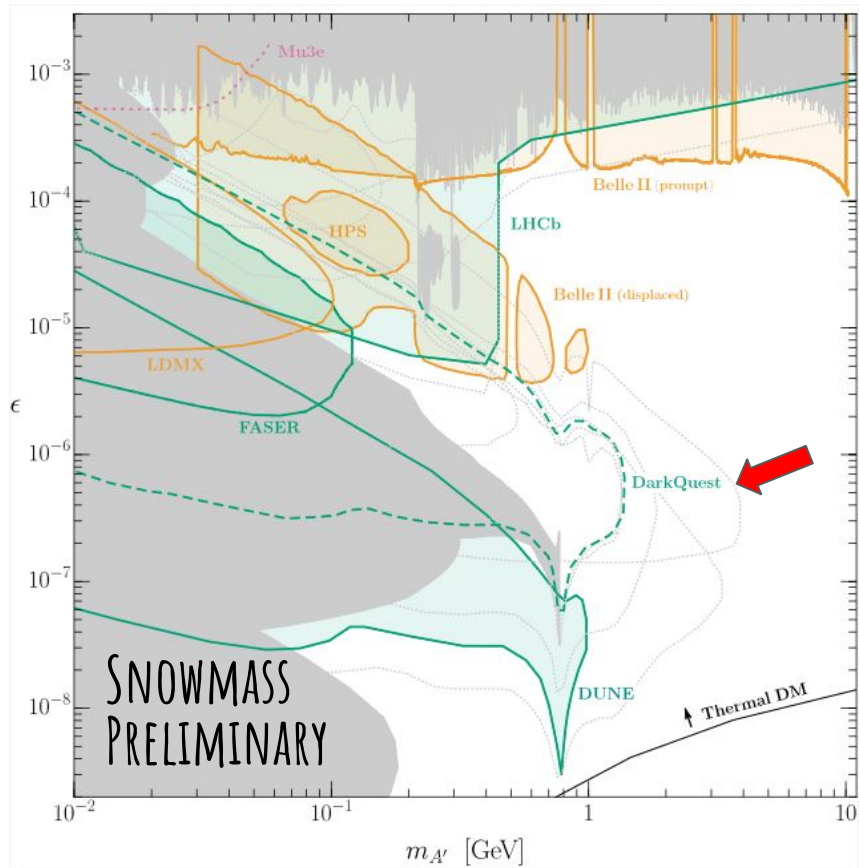 10⁻³
10⁻⁴
10⁻⁵
10⁻⁶
10⁻⁷
10⁻⁸
ϵ
Mu3e
HPS
LHCb
Belle II (prompt)
Belle II (displaced)
LDMX
FASER
DarkQuest
DUNE
Thermal DM
SNOWMASS
PRELIMINARY
10⁻²
10⁻¹
1
10
m_A′ [GeV]